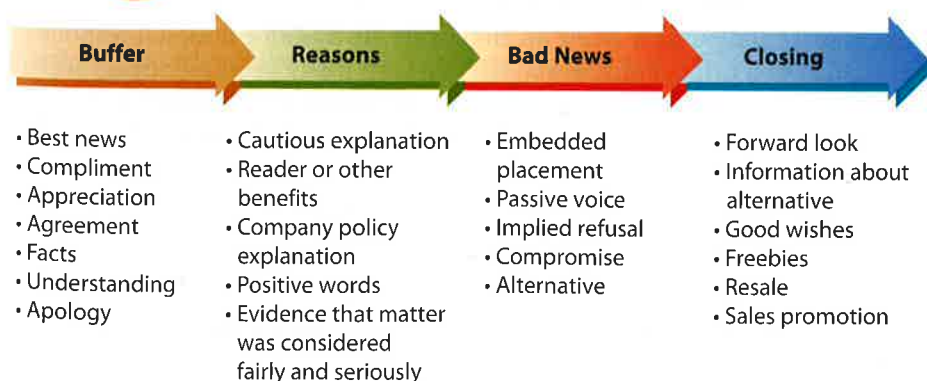 Buffer
Reasons
Bad News
Closing
• Best news
• Compliment
• Appreciation
• Agreement
• Facts
• Understanding
• Apology
• Cautious explanation
• Reader or other
benefits
• Company policy
explanation
• Positive words
• Evidence that matter
was considered
fairly and seriously
• Embedded
placement
• Passive voice
• Implied refusal
• Compromise
• Alternative
• Forward look
• Information about
alternative
• Good wishes
• Freebies
• Resale
• Sales promotion